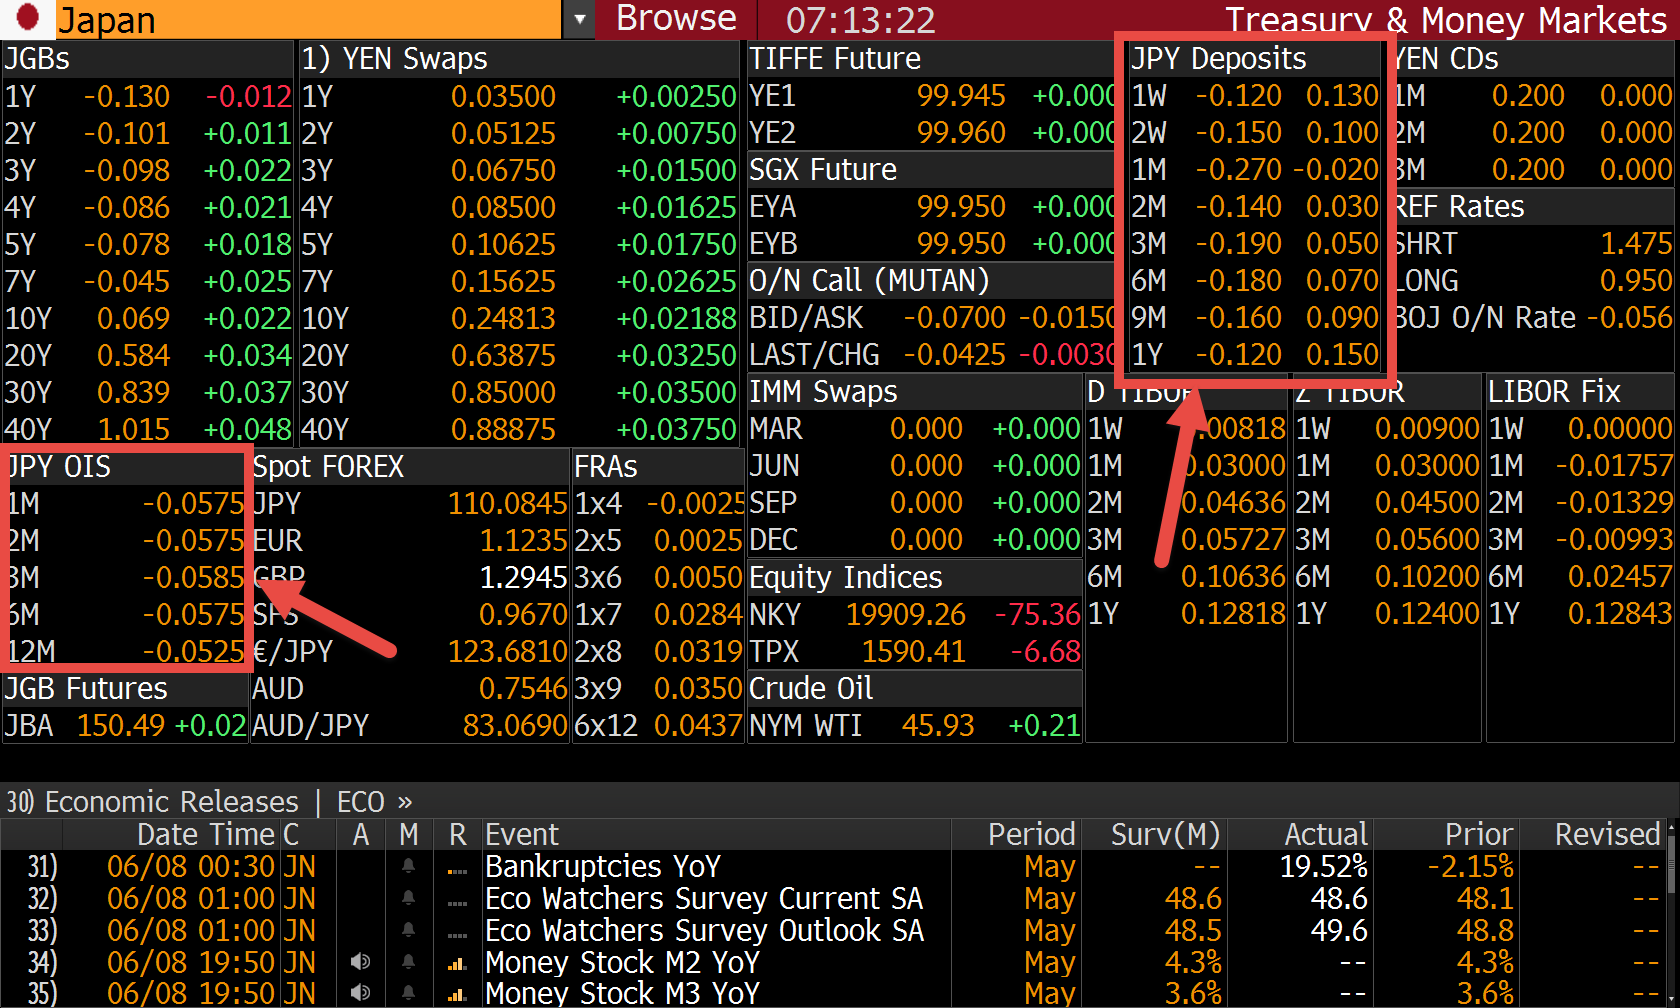 Japan Browse 07:13:22 Treasury & Money Markets
JGBs
1Y -0.130 -0.012
2Y -0.101 +0.011
3Y -0.098 +0.022
4Y -0.086 +0.021
5Y -0.078 +0.018
7Y -0.045 +0.025
10Y 0.069 +0.022
20Y 0.584 +0.034
30Y 0.839 +0.037
40Y 1.015 +0.048
1) YEN Swaps
1Y 0.03500 +0.00250
2Y 0.05125 +0.00750
3Y 0.06750 +0.01500
4Y 0.08500 +0.01625
5Y 0.10625 +0.01750
7Y 0.15625 +0.02625
10Y 0.24813 +0.02188
20Y 0.63875 +0.03250
30Y 0.85000 +0.03000
40Y 0.88875 +0.03750
TIFFE Future
YE1 99.945 +0.000
YE2 99.960 +0.000
SGX Future
EYA 99.950 +0.000
EYB 99.950 +0.000
O/N Call (MUTAN)
BID/ASK -0.0700 -0.0150
LAST/CHG -0.0425 -0.0030
JPY Deposits
1W -0.120 0.130
2W -0.150 0.100
1M -0.270 -0.020
2M -0.140 0.030
3M -0.190 0.050
6M -0.180 0.070
9M -0.160 0.090
1Y -0.120 0.150
YEN CDs
1M 0.200 0.000
2M 0.200 0.000
3M 0.200 0.000
REF Rates
SHRT 1.475
LONG 0.950
BOJ O/N Rate -0.056
JPY OIS
1M -0.0575
2M -0.0575
3M -0.0585
6M -0.0575
12M -0.0525
JGB Futures
JBA 150.49 +0.02
Spot FOREX
JPY 110.0845
EUR 1.1235
GBP 1.2945
SFS 0.9670
€/JPY 123.6810
AUD 0.7546
AUD/JPY 83.0690
FRAs
1x4 -0.0025
2x5 0.0025
3x6 0.0050
1x7 0.0284
2x8 0.0319
3x9 0.0350
6x12 0.0437
IMM Swaps
MAR 0.000 +0.000
JUN 0.000 +0.000
SEP 0.000 +0.000
DEC 0.000 +0.000
Equity Indices
NKY 19909.26 -75.36
TPX 1590.41 -6.68
Crude Oil
NYM WTI 45.93 +0.21
D TIBOR
1W 0.00818
1M 0.03000
2M 0.04636
3M 0.05727
6M 0.10636
1Y 0.12818
Z TIBOR
1W 0.00900
1M 0.03000
2M 0.04500
3M 0.05600
6M 0.10200
1Y 0.12400
LIBOR Fix
1W 0.00000
1M -0.01757
2M -0.01329
3M -0.00993
6M 0.02457
1Y 0.12843
30) Economic Releases | ECO »
Date Time C A M R Event Period Surv(M) Actual Prior Revised
31) 06/08 00:30 JN Bankruptcies YoY May -- 19.52% -2.15% --
32) 06/08 01:00 JN Eco Watchers Survey Current SA May 48.6 48.6 48.1 --
33) 06/08 01:00 JN Eco Watchers Survey Outlook SA May 48.5 49.6 48.8 --
34) 06/08 19:50 JN Money Stock M2 YoY May 4.3% -- 4.3% --
35) 06/08 19:50 JN Money Stock M3 YoY May 3.6% -- 3.6% --